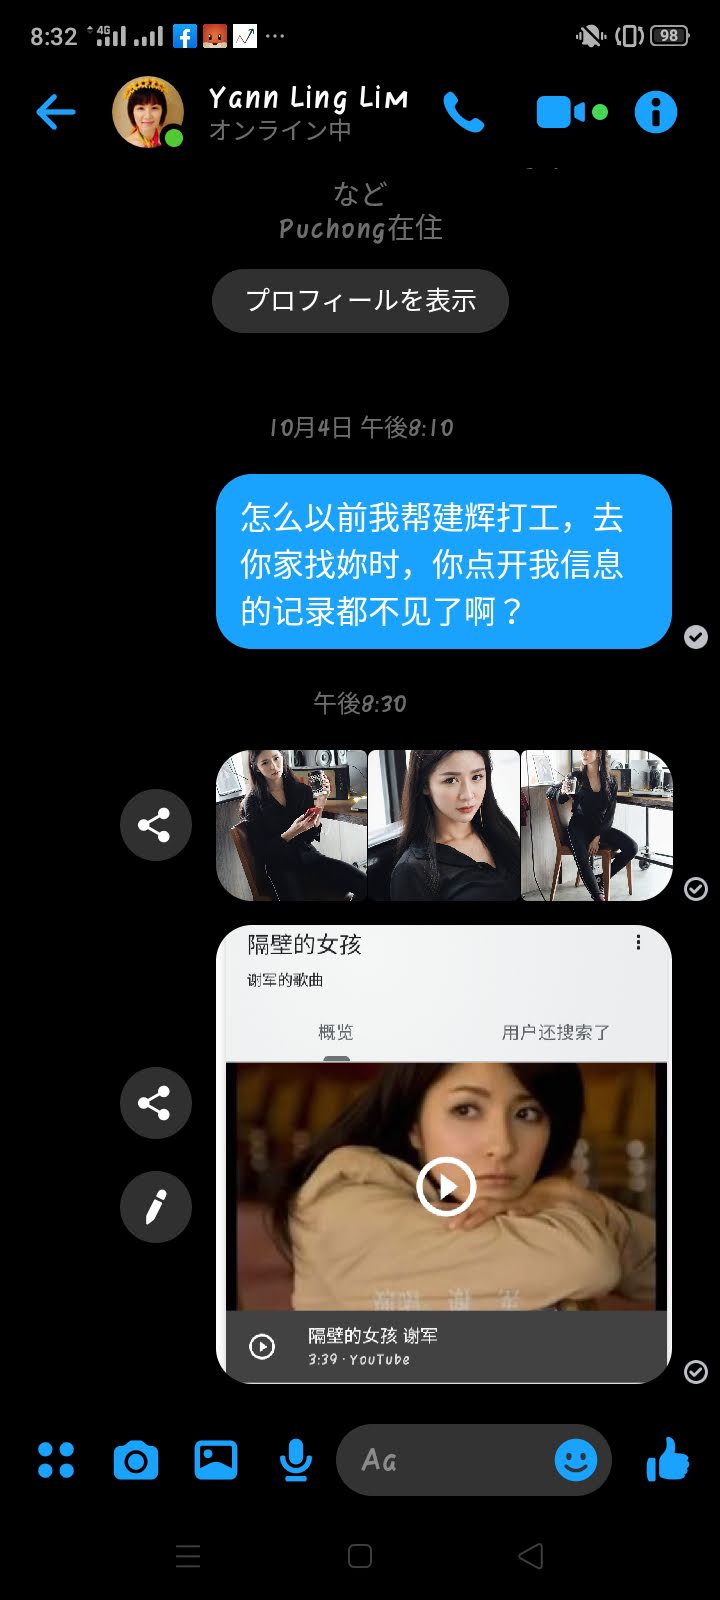 8:32 4G 98
Yann Ling Lim
オンライン中
など
Puchong在住
プロフィールを表示
10月4日 午後8:10
怎么以前我帮建辉打工，去
你家找妳时，你点开我信息
的记录都不见了啊？
午後8:30
隔壁的女孩
谢军的歌曲
概览 用户还搜索了
隔壁的女孩 谢军
3:39 · YouTube
Aa